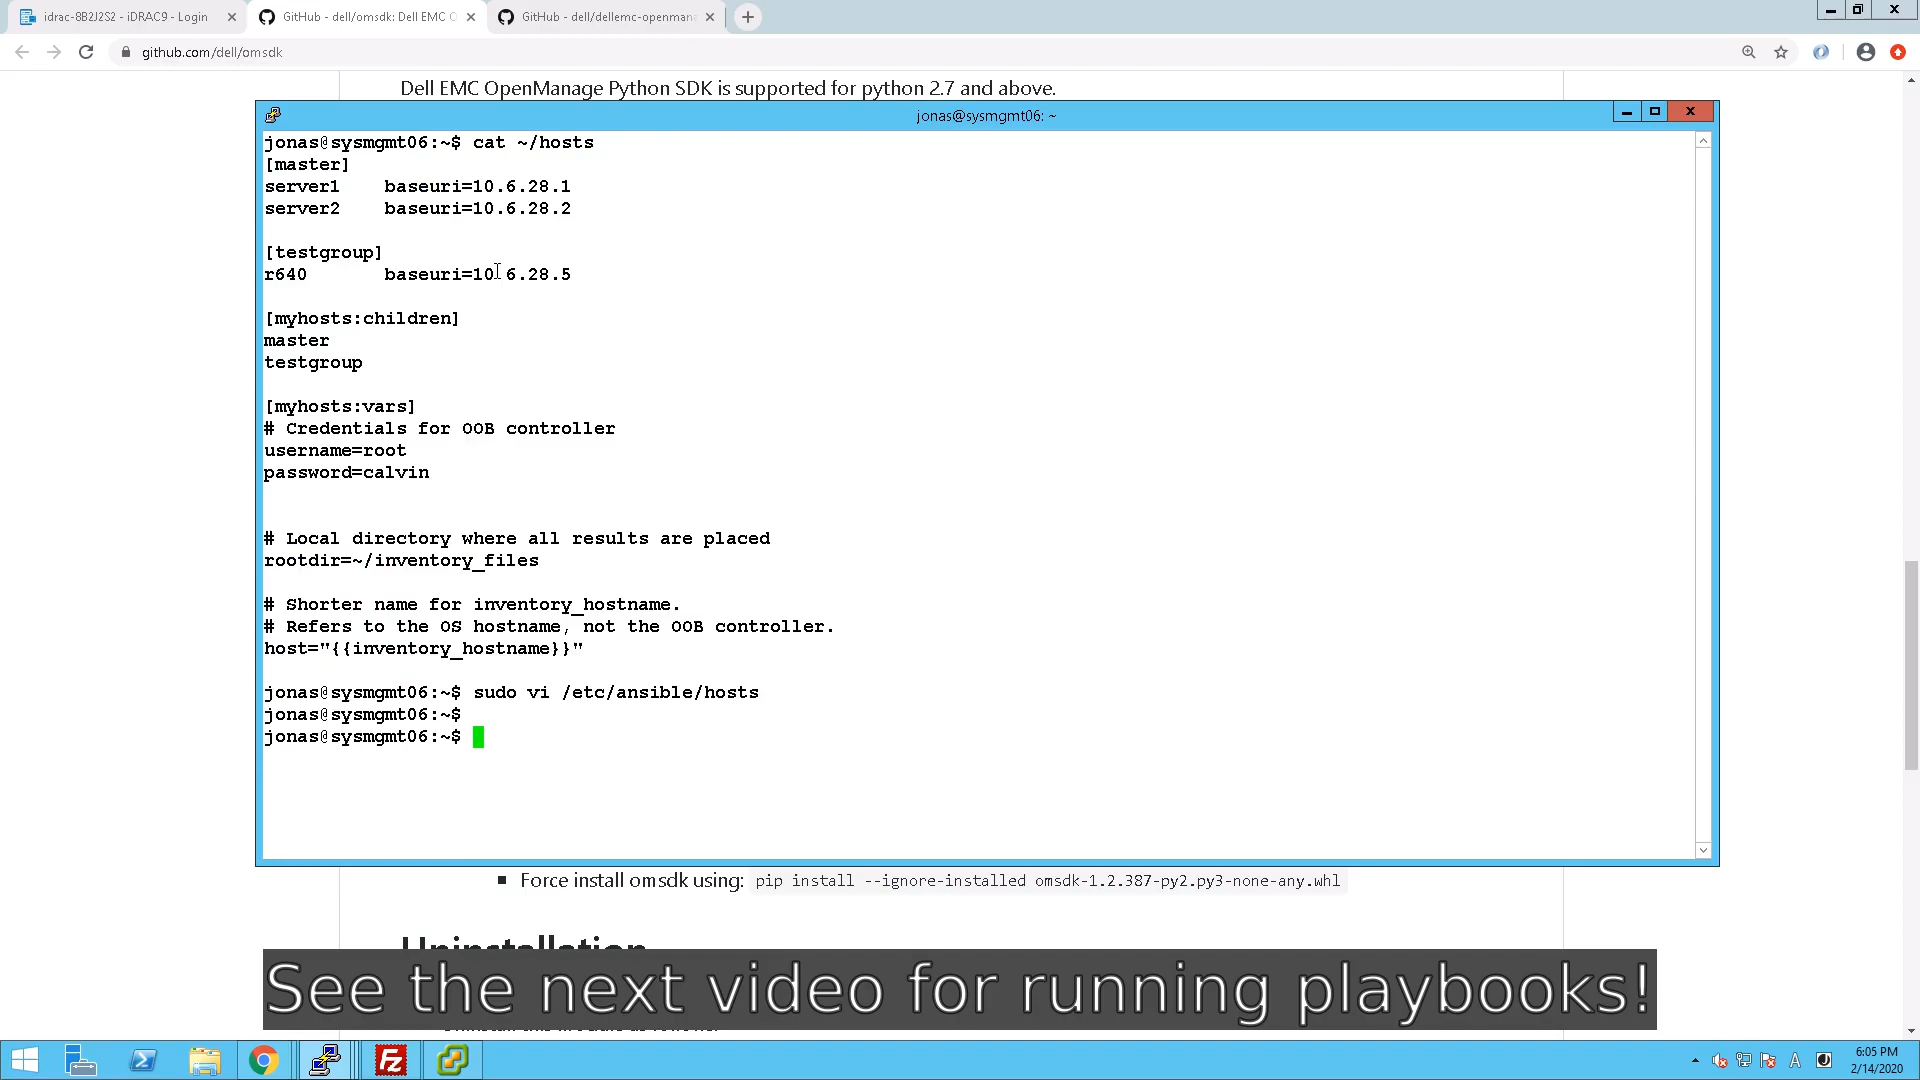 idrac-8B2J2S2 - iDRAC9 - Login
GitHub - dell/omsdk: Dell EMC O
GitHub - dell/dellemc-openmana
github.com/dell/omsdk
Dell EMC OpenManage Python SDK is supported for python 2.7 and above.
jonas@sysmgmt06: ~
jonas@sysmgmt06:~$ cat ~/hosts
[master]
server1    baseuri=10.6.28.1
server2    baseuri=10.6.28.2
[testgroup]
r640       baseuri=10.6.28.5
[myhosts:children]
master
testgroup
[myhosts:vars]
# Credentials for OOB controller
username=root
password=calvin
# Local directory where all results are placed
rootdir=~/inventory_files
# Shorter name for inventory_hostname.
# Refers to the OS hostname, not the OOB controller.
host="{{inventory_hostname}}"
jonas@sysmgmt06:~$ sudo vi /etc/ansible/hosts
jonas@sysmgmt06:~$
jonas@sysmgmt06:~$
Force install omsdk using: pip install --ignore-installed omsdk-1.2.387-py2.py3-none-any.whl
Uninstallation
See the next video for running playbooks!
A
6:05 PM
2/14/2020